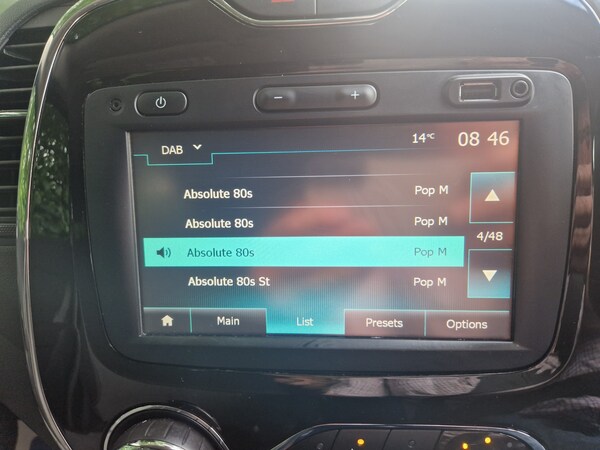 DAB 14°C 08 46
Absolute 80s Pop M
Absolute 80s Pop M
4/48
Absolute 80s Pop M
Absolute 80s St Pop M
Main List Presets Options